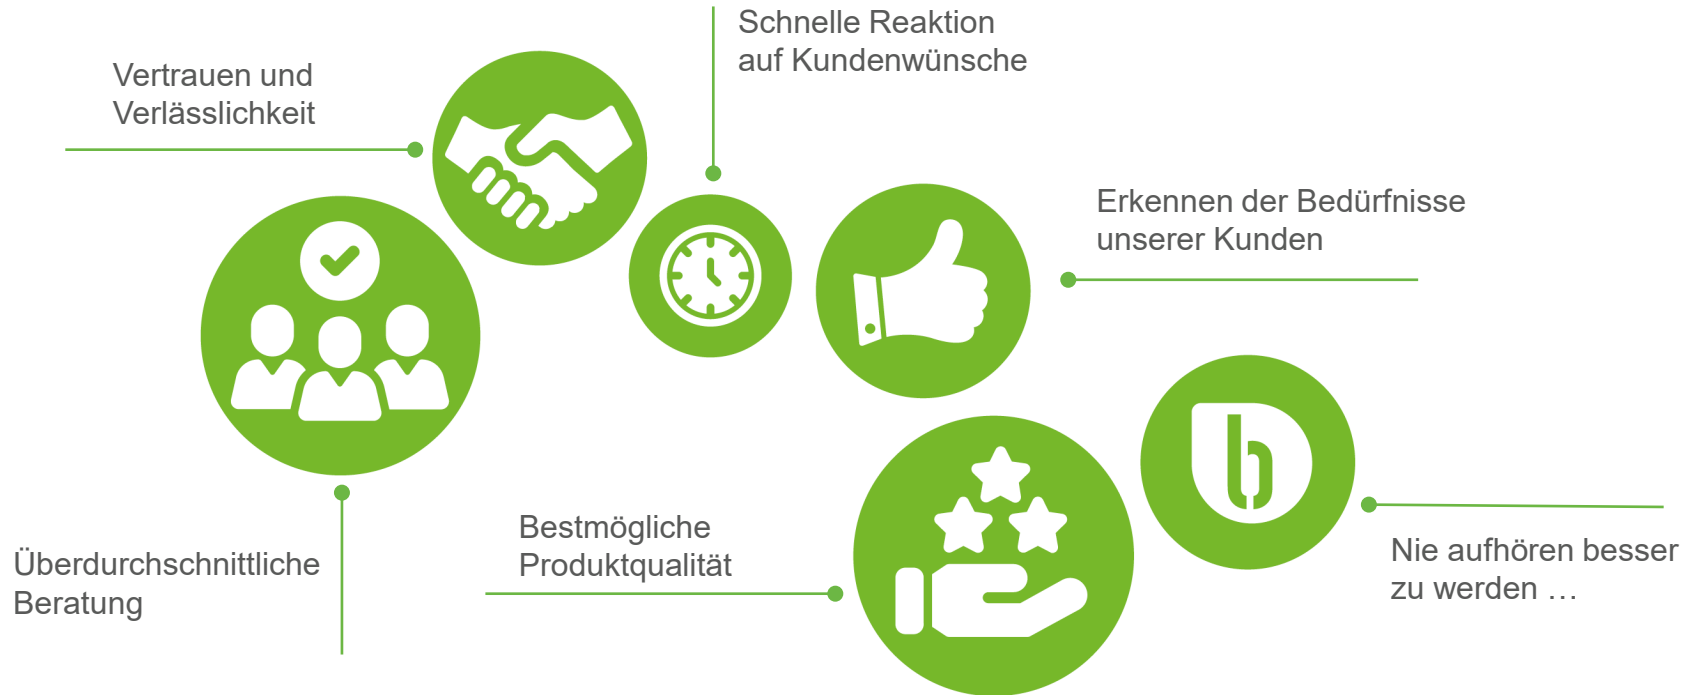 Schnelle Reaktion
auf Kundenwünsche
Vertrauen und
Verlässlichkeit
Erkennen der Bedürfnisse
unserer Kunden
b
Bestmögliche
Produktqualität
Überdurchschnittliche
Beratung
Nie aufhören besser
zu werden …